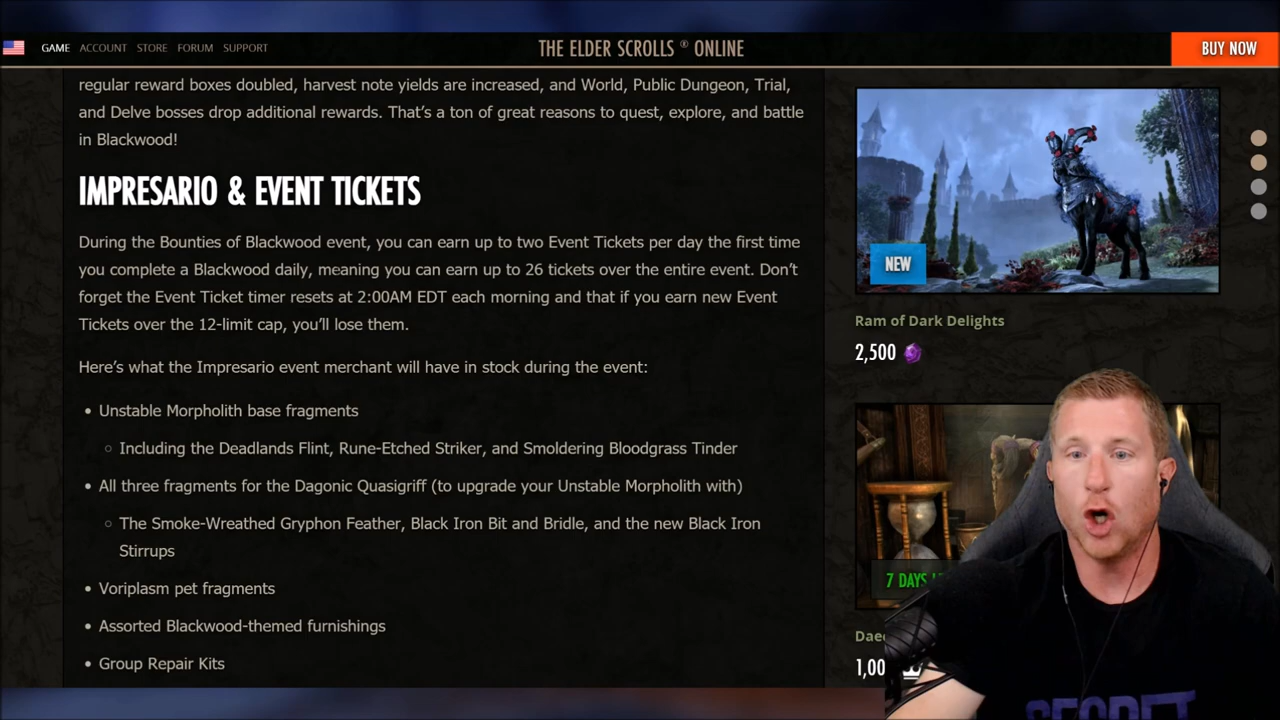 GAME ACCOUNT STORE FORUM SUPPORT
THE ELDER SCROLLS ® ONLINE
BUY NOW
regular reward boxes doubled, harvest note yields are increased, and World, Public Dungeon, Trial,
and Delve bosses drop additional rewards. That's a ton of great reasons to quest, explore, and battle
in Blackwood!
IMPRESARIO & EVENT TICKETS
During the Bounties of Blackwood event, you can earn up to two Event Tickets per day the first time
you complete a Blackwood daily, meaning you can earn up to 26 tickets over the entire event. Don't
forget the Event Ticket timer resets at 2:00AM EDT each morning and that if you earn new Event
Tickets over the 12-limit cap, you'll lose them.
Here's what the Impresario event merchant will have in stock during the event:
• Unstable Morpholith base fragments
○ Including the Deadlands Flint, Rune-Etched Striker, and Smoldering Bloodgrass Tinder
• All three fragments for the Dagonic Quasigriff (to upgrade your Unstable Morpholith with)
○ The Smoke-Wreathed Gryphon Feather, Black Iron Bit and Bridle, and the new Black Iron
Stirrups
• Voriplasm pet fragments
• Assorted Blackwood-themed furnishings
• Group Repair Kits
NEW
Ram of Dark Delights
2,500
7 DAYS
Dae
1,00
SECRET